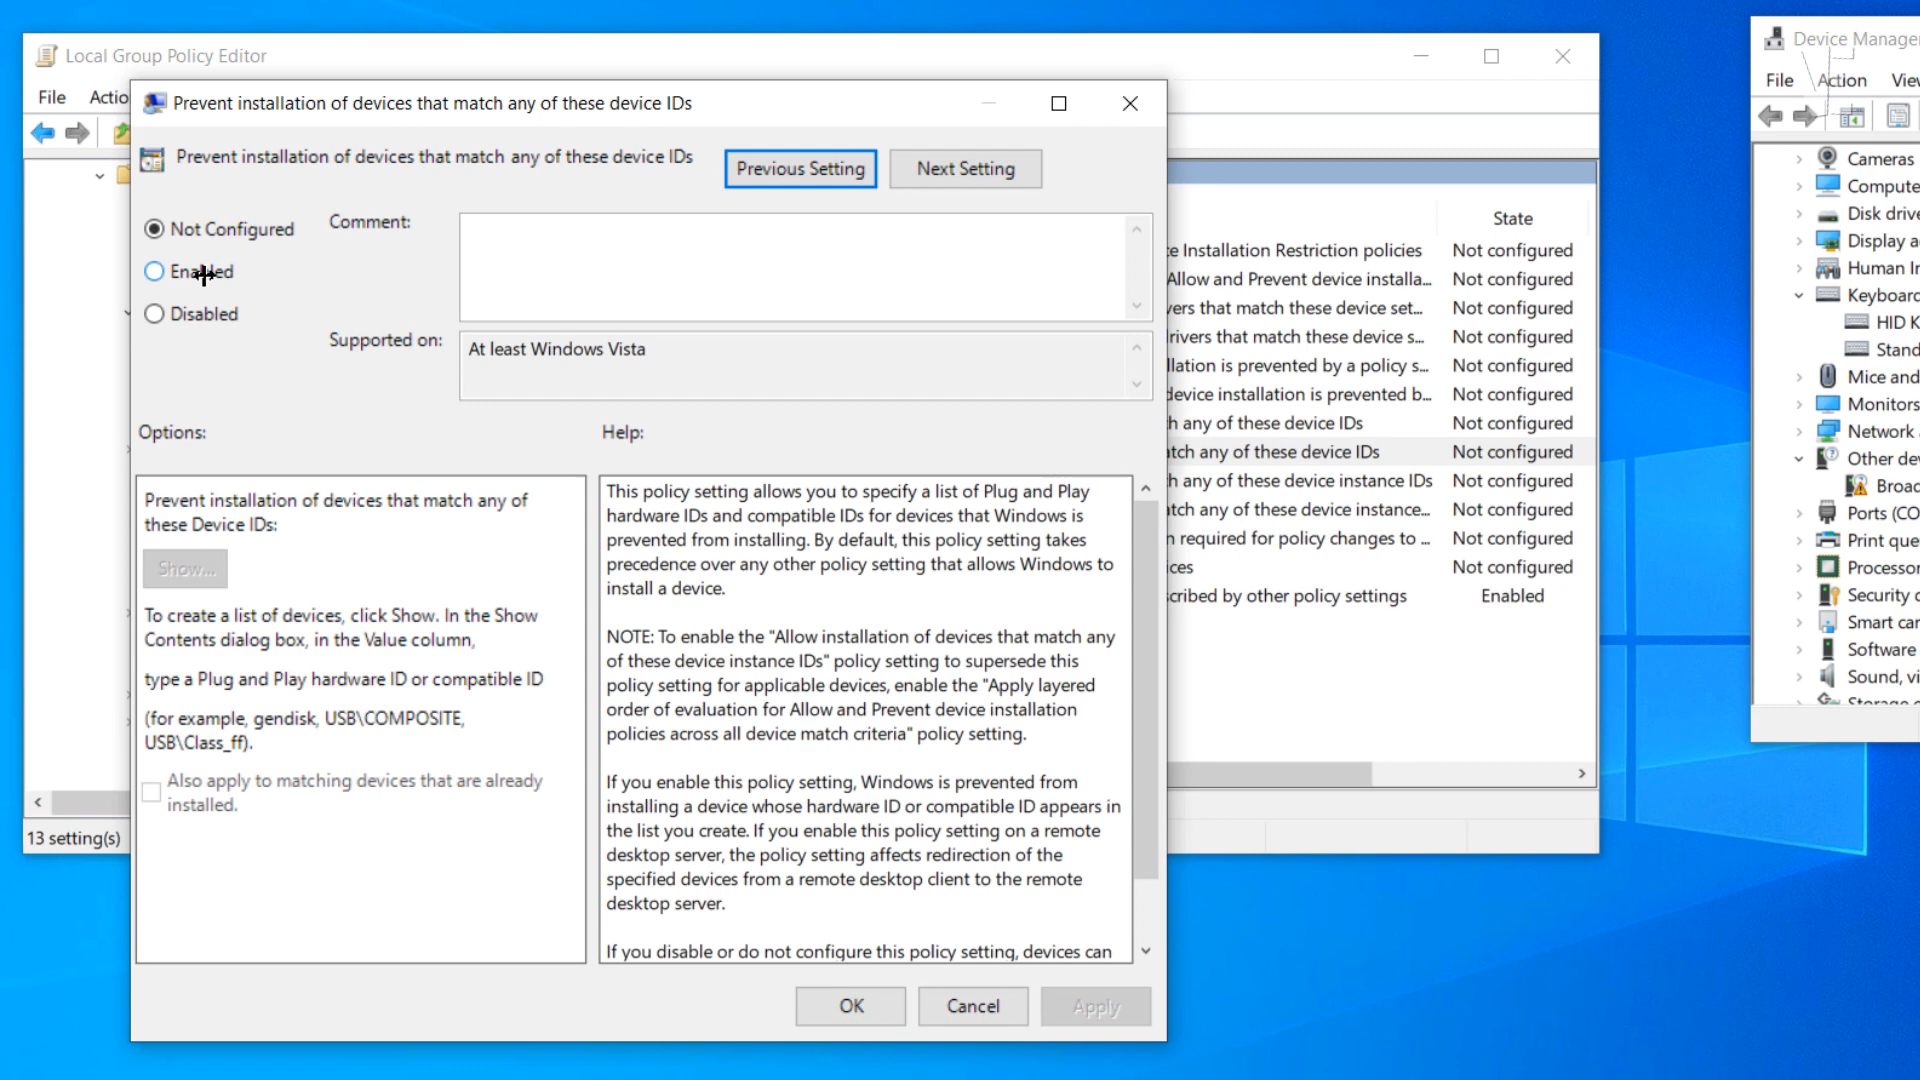 Local Group Policy Editor
File Actio
Prevent installation of devices that match any of these device IDs
Prevent installation of devices that match any of these device IDs
Previous Setting
Next Setting
Not Configured
Enabled
Disabled
Comment:
Supported on:
At least Windows Vista
Options:
Help:
Prevent installation of devices that match any of
these Device IDs:
Show...
To create a list of devices, click Show. In the Show
Contents dialog box, in the Value column,
type a Plug and Play hardware ID or compatible ID
(for example, gendisk, USB\COMPOSITE,
USB\Class_ff).
Also apply to matching devices that are already
installed.
This policy setting allows you to specify a list of Plug and Play
hardware IDs and compatible IDs for devices that Windows is
prevented from installing. By default, this policy setting takes
precedence over any other policy setting that allows Windows to
install a device.
NOTE: To enable the "Allow installation of devices that match any
of these device instance IDs" policy setting to supersede this
policy setting for applicable devices, enable the "Apply layered
order of evaluation for Allow and Prevent device installation
policies across all device match criteria" policy setting.
If you enable this policy setting, Windows is prevented from
installing a device whose hardware ID or compatible ID appears in
the list you create. If you enable this policy setting on a remote
desktop server, the policy setting affects redirection of the
specified devices from a remote desktop client to the remote
desktop server.
If you disable or do not configure this policy setting, devices can
OK
Cancel
Apply
13 setting(s)
State
e Installation Restriction policies Not configured
Allow and Prevent device installa... Not configured
vers that match these device set... Not configured
rivers that match these device s... Not configured
llation is prevented by a policy s... Not configured
device installation is prevented b... Not configured
h any of these device IDs Not configured
atch any of these device IDs Not configured
h any of these device instance IDs Not configured
atch any of these device instance... Not configured
n required for policy changes to ... Not configured
ices Not configured
cribed by other policy settings Enabled
Device Manager
File Action View
Cameras
Compute
Disk drive
Display a
Human In
Keyboard
HID K
Stand
Mice and
Monitors
Network
Other dev
Broad
Ports (CO
Print que
Processor
Security d
Smart car
Software
Sound, vi
Storage c